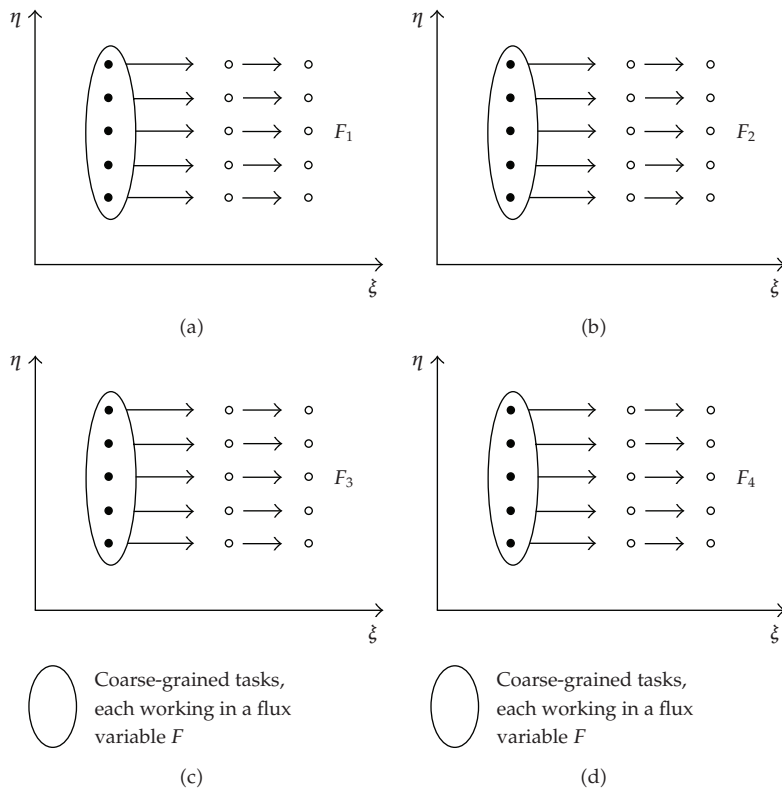 η
F₁
ξ
(a)
η
F₂
ξ
(b)
η
F₃
ξ
η
F₄
ξ
Coarse-grained tasks,
each working in a flux
variable F
(c)
Coarse-grained tasks,
each working in a flux
variable F
(d)